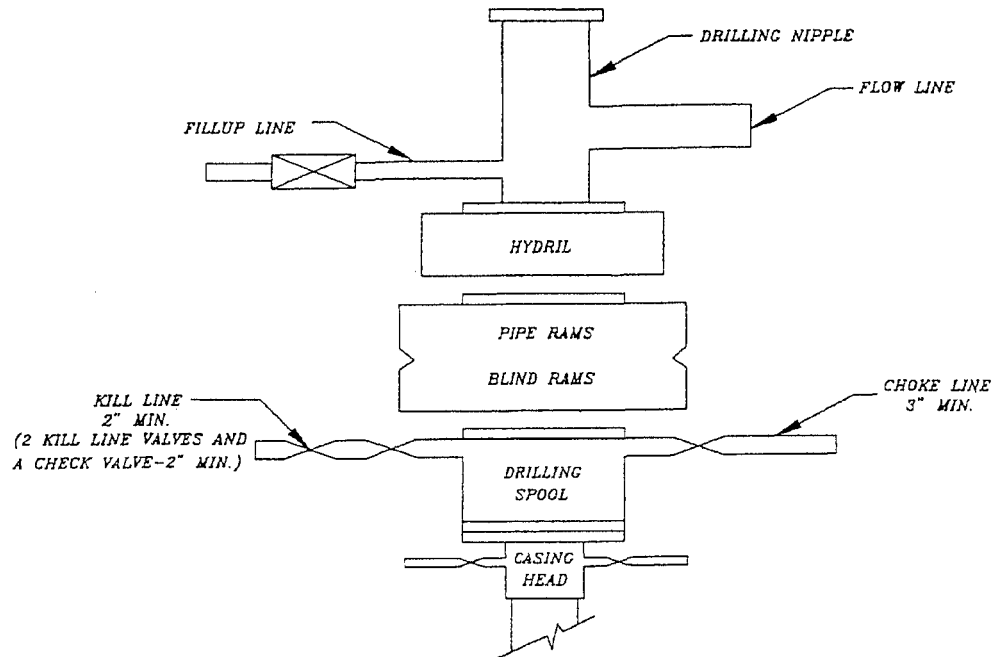 DRILLING NIPPLE
FLOW LINE
FILLUP LINE
HYDRIL
PIPE RAMS
BLIND RAMS
KILL LINE
2" MIN.
(2 KILL LINE VALVES AND
A CHECK VALVE-2" MIN.)
CHOKE LINE
3" MIN.
DRILLING
SPOOL
CASING
HEAD